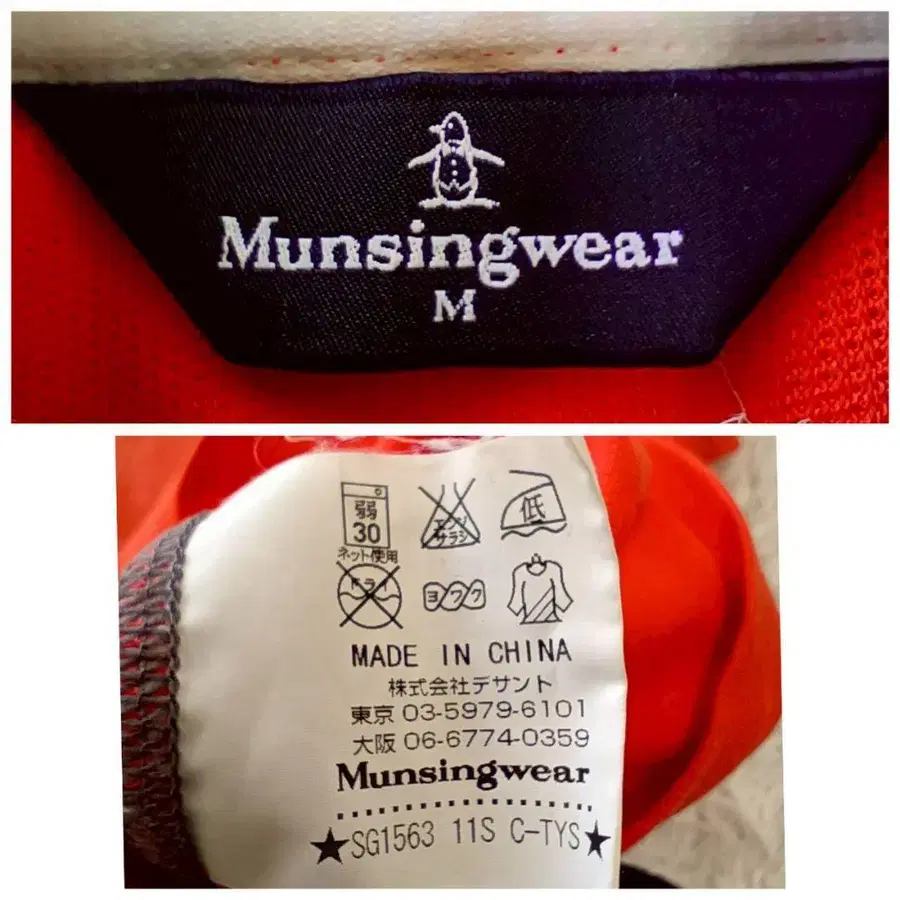 Munsingwear
M
弱
30
ネット使用
エンソ
サラシ
低
ドライ
ヨワク
MADE IN CHINA
株式会社デサント
東京 03-5979-6101
大阪 06-6774-0359
Munsingwear
★SG1563 11S C-TYS★